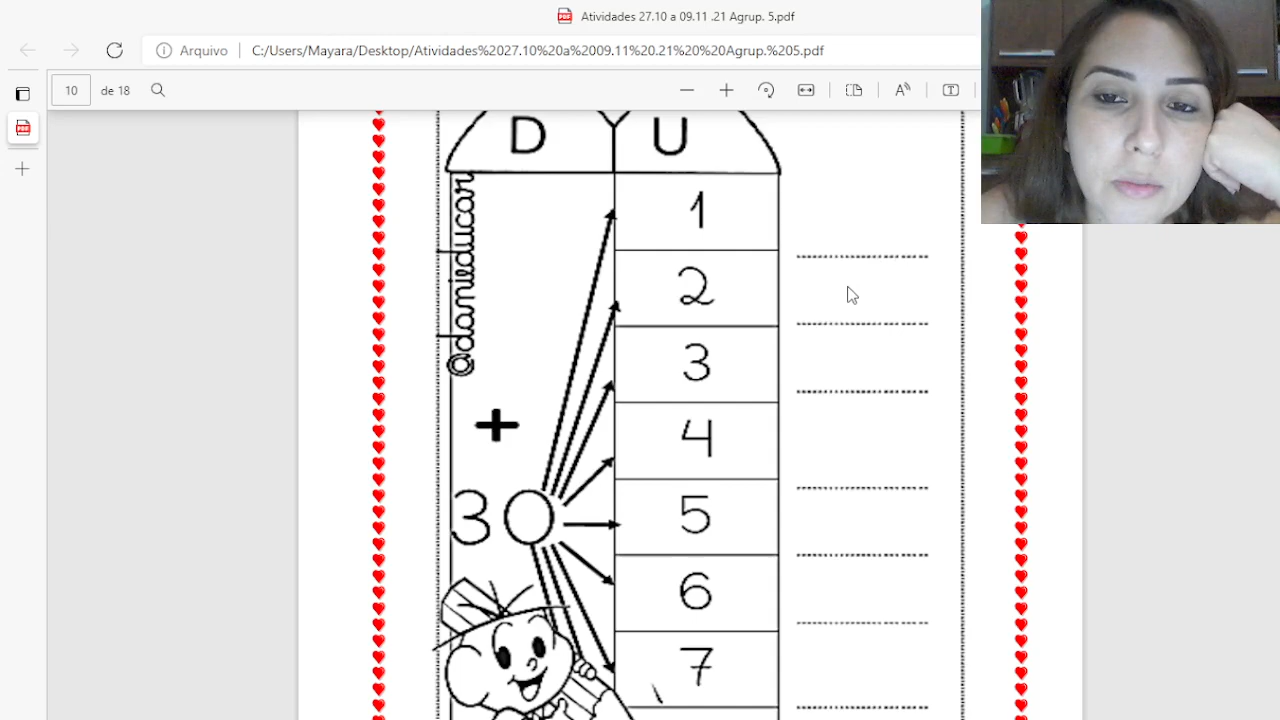 Atividades 27.10 a 09.11 .21 Agrup. 5.pdf
Arquivo
C:/Users/Mayara/Desktop/Atividades%2027.10%20a%2009.11%20.21%20%20Agrup.%205.pdf
10
de 18
D
U
@danieducar
1
2
3
4
+
30
5
6
7